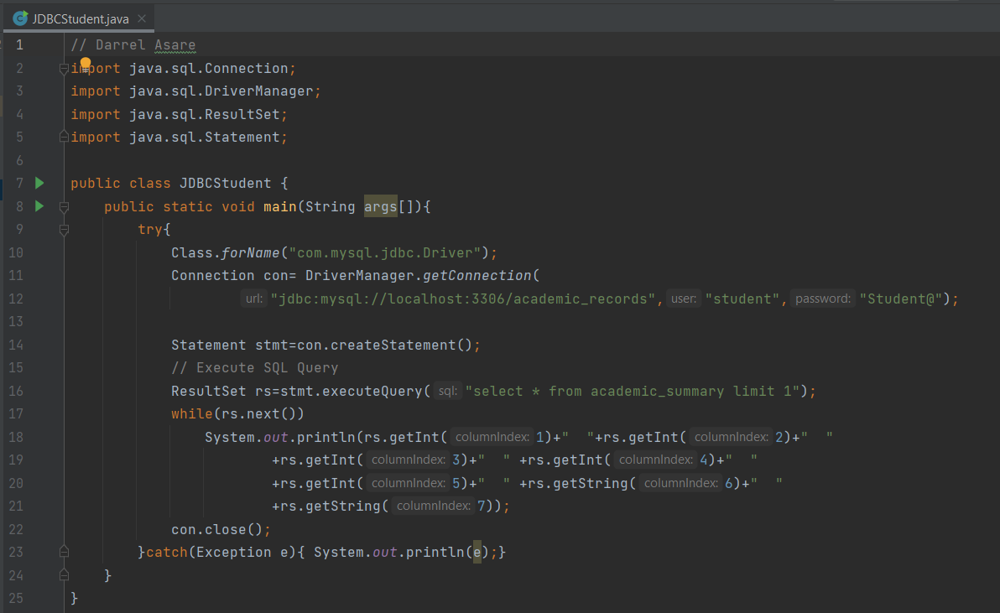 JDBCStudent.java
1 // Darrel Asare
2 import java.sql.Connection;
3 import java.sql.DriverManager;
4 import java.sql.ResultSet;
5 import java.sql.Statement;
6
7 public class JDBCStudent {
8 public static void main(String args[]){
9 try{
10 Class.forName("com.mysql.jdbc.Driver");
11 Connection con= DriverManager.getConnection(
12 url: "jdbc:mysql://localhost:3306/academic_records", user: "student", password: "Student@");
13
14 Statement stmt=con.createStatement();
15 // Execute SQL Query
16 ResultSet rs=stmt.executeQuery( sql: "select * from academic_summary limit 1");
17 while(rs.next())
18 System.out.println(rs.getInt( columnIndex: 1)+"  "+rs.getInt( columnIndex: 2)+"  "
19 +rs.getInt( columnIndex: 3)+"  " +rs.getInt( columnIndex: 4)+"  "
20 +rs.getInt( columnIndex: 5)+"  " +rs.getString( columnIndex: 6)+"  "
21 +rs.getString( columnIndex: 7));
22 con.close();
23 }catch(Exception e){ System.out.println(e);}
24 }
25 }